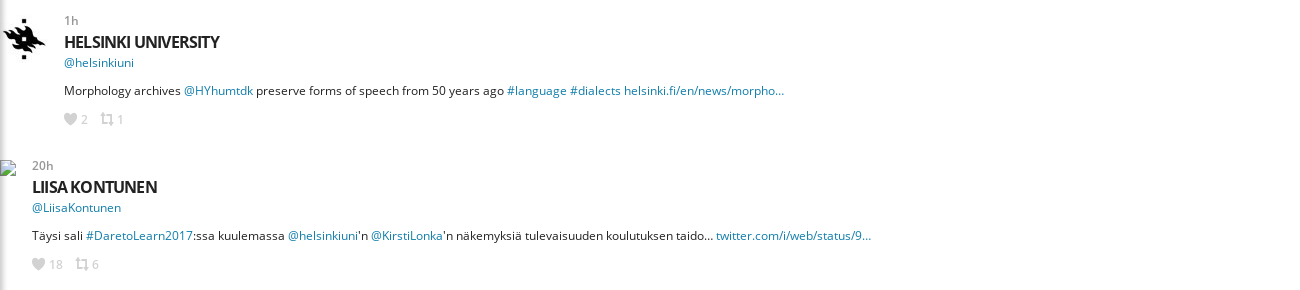 1h
HELSINKI UNIVERSITY
@helsinkiuni
Morphology archives @HYhumtdk preserve forms of speech from 50 years ago #language #dialects helsinki.fi/en/news/morpho…
2 1
20h
LIISA KONTUNEN
@LiisaKontunen
Täysi sali #DaretoLearn2017:ssa kuulemassa @helsinkiuni'n @KirstiLonka'n näkemyksiä tulevaisuuden koulutuksen taido… twitter.com/i/web/status/9…
18 6